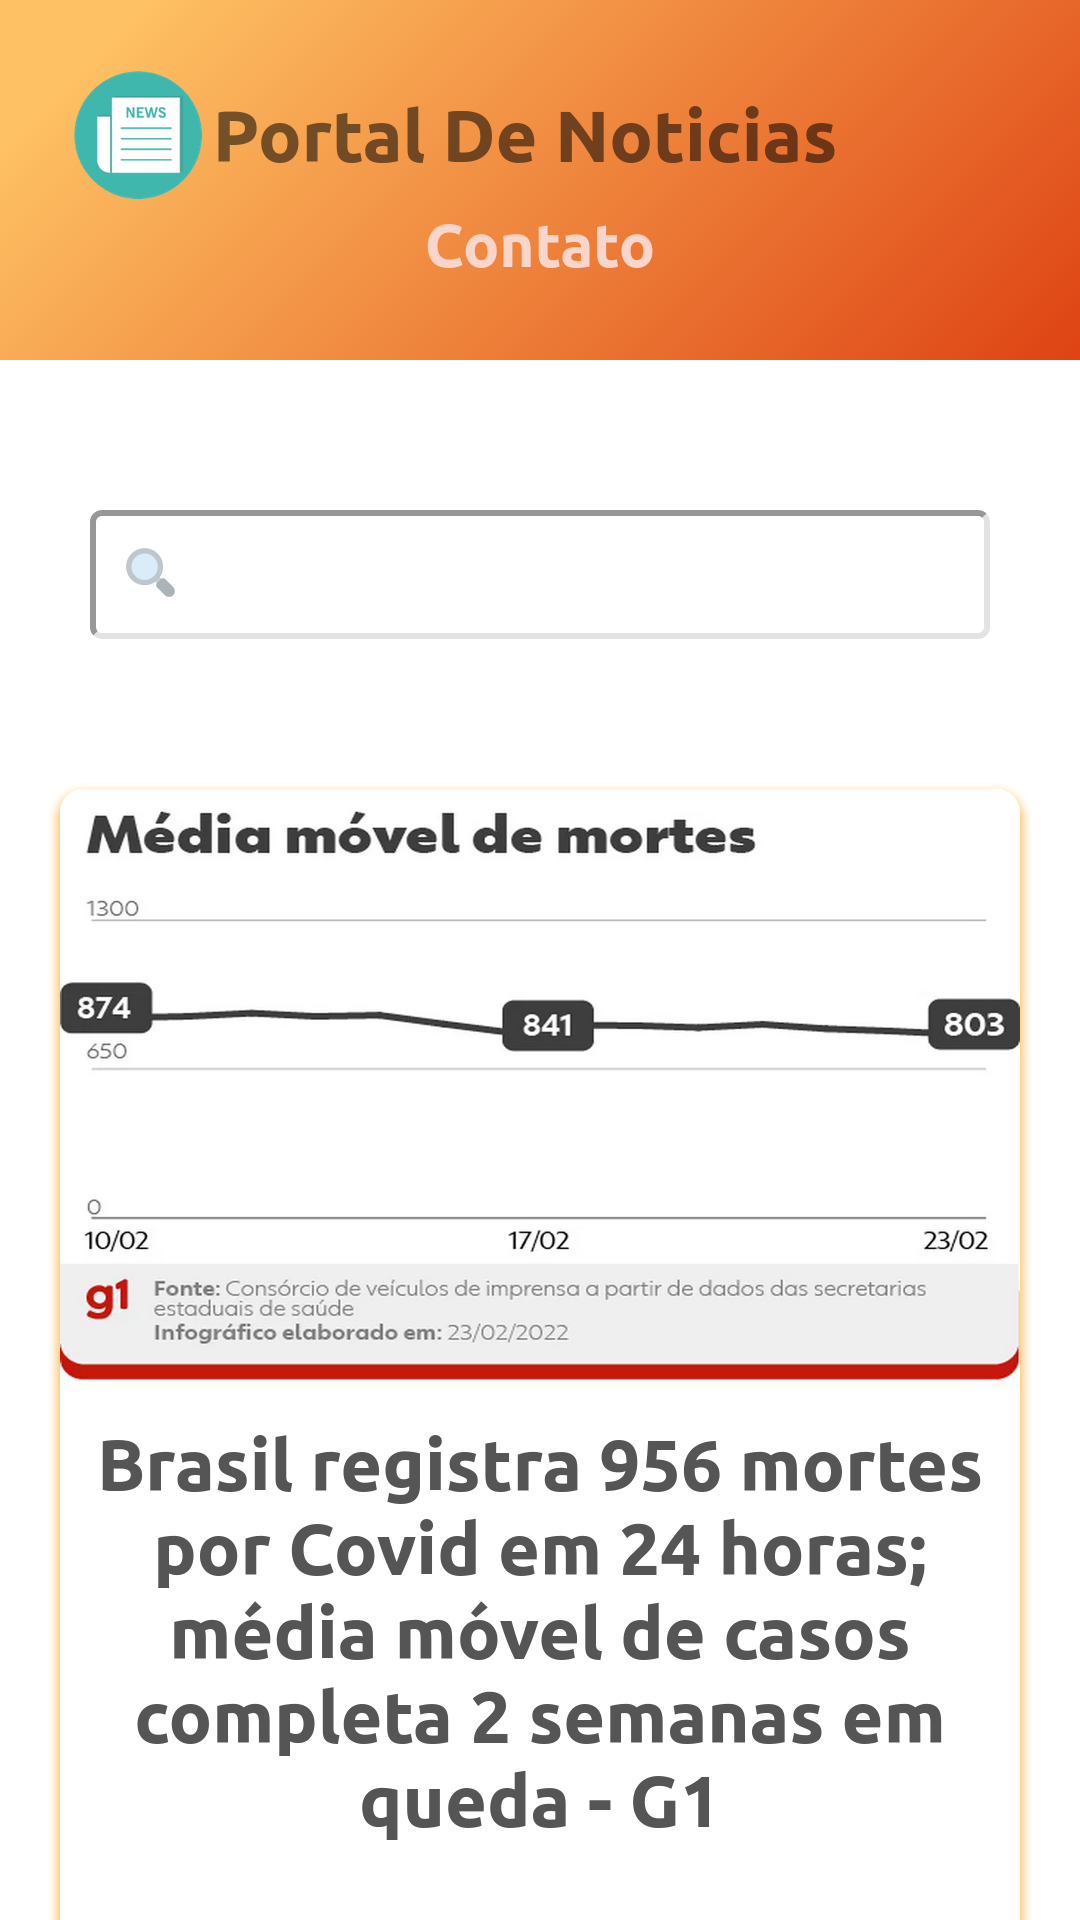 NEWS
Portal De Noticias
Contato
Média móvel de mortes
1300
874
841
803
650
0
10/02
17/02
23/02
g1
Fonte: Consórcio de veículos de imprensa a partir de dados das secretarias
estaduais de saúde
Infográfico elaborado em: 23/02/2022
Brasil registra 956 mortes
por Covid em 24 horas;
média móvel de casos
completa 2 semanas em
queda - G1